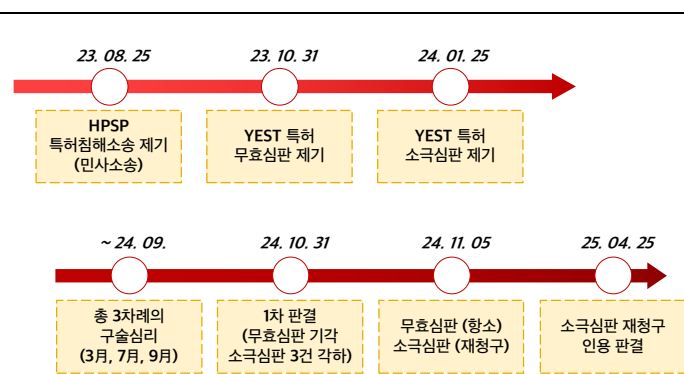 23. 08. 25
23. 10. 31
24. 01. 25
HPSP
특허침해소송 제기
(민사소송)
YEST 특허
무효심판 제기
YEST 특허
소극심판 제기
~ 24. 09.
24. 10. 31
24. 11. 05
25. 04. 25
총 3차례의
구술심리
(3月, 7月, 9月)
1차 판결
(무효심판 기각
소극심판 3건 각하)
무효심판 (항소)
소극심판 (재청구)
소극심판 재청구
인용 판결